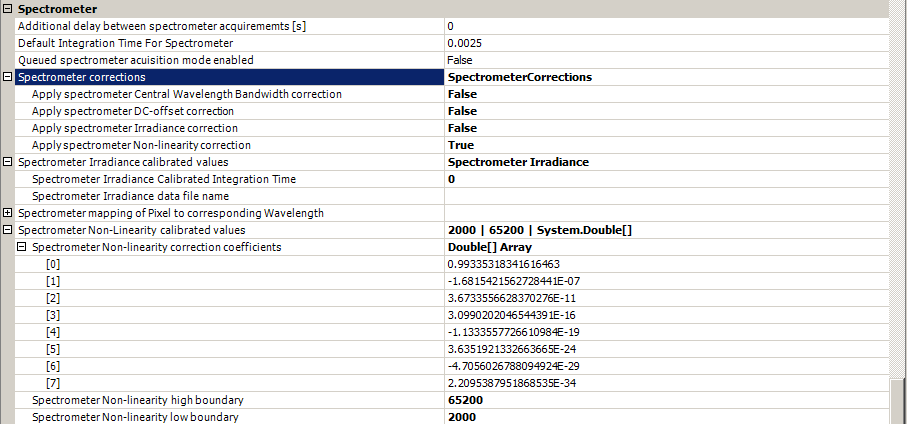 Spectrometer
Additional delay between spectrometer acquirememts [s] 0
Default Integration Time For Spectrometer 0.0025
Queued spectrometer acuisition mode enabled False
Spectrometer corrections SpectrometerCorrections
Apply spectrometer Central Wavelength Bandwidth correction False
Apply spectrometer DC-offset correction False
Apply spectrometer Irradiance correction False
Apply spectrometer Non-linearity correction True
Spectrometer Irradiance calibrated values Spectrometer Irradiance
Spectrometer Irradiance Calibrated Integration Time 0
Spectrometer Irradiance data file name
Spectrometer mapping of Pixel to corresponding Wavelength
Spectrometer Non-Linearity calibrated values 2000 | 65200 | System.Double[]
Spectrometer Non-linearity correction coefficients Double[] Array
[0] 0.99335318341616463
[1] -1.6815421562728441E-07
[2] 3.6733556628370276E-11
[3] 3.0990202046544391E-16
[4] -1.1333557726610984E-19
[5] 3.6351921332663665E-24
[6] -4.7056026788094924E-29
[7] 2.2095387951868535E-34
Spectrometer Non-linearity high boundary 65200
Spectrometer Non-linearity low boundary 2000